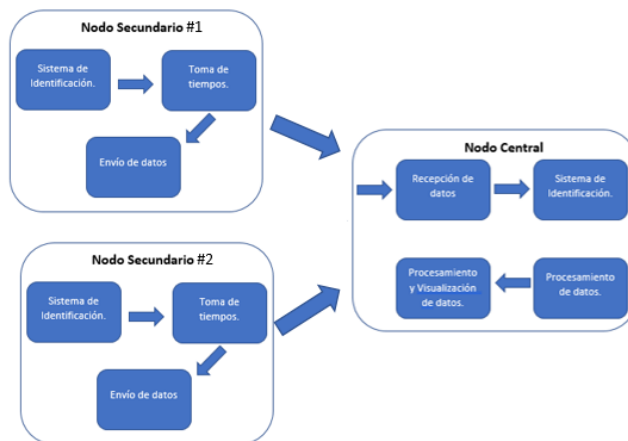 Nodo Secundario #1
Sistema de
Identificación.
Toma de
tiempos.
Envío de datos
Nodo Central
Recepción de
datos
Sistema de
Identificación.
Procesamiento
y Visualización
de datos.
Procesamiento
de datos.
Nodo Secundario #2
Sistema de
Identificación.
Toma de
tiempos.
Envío de datos